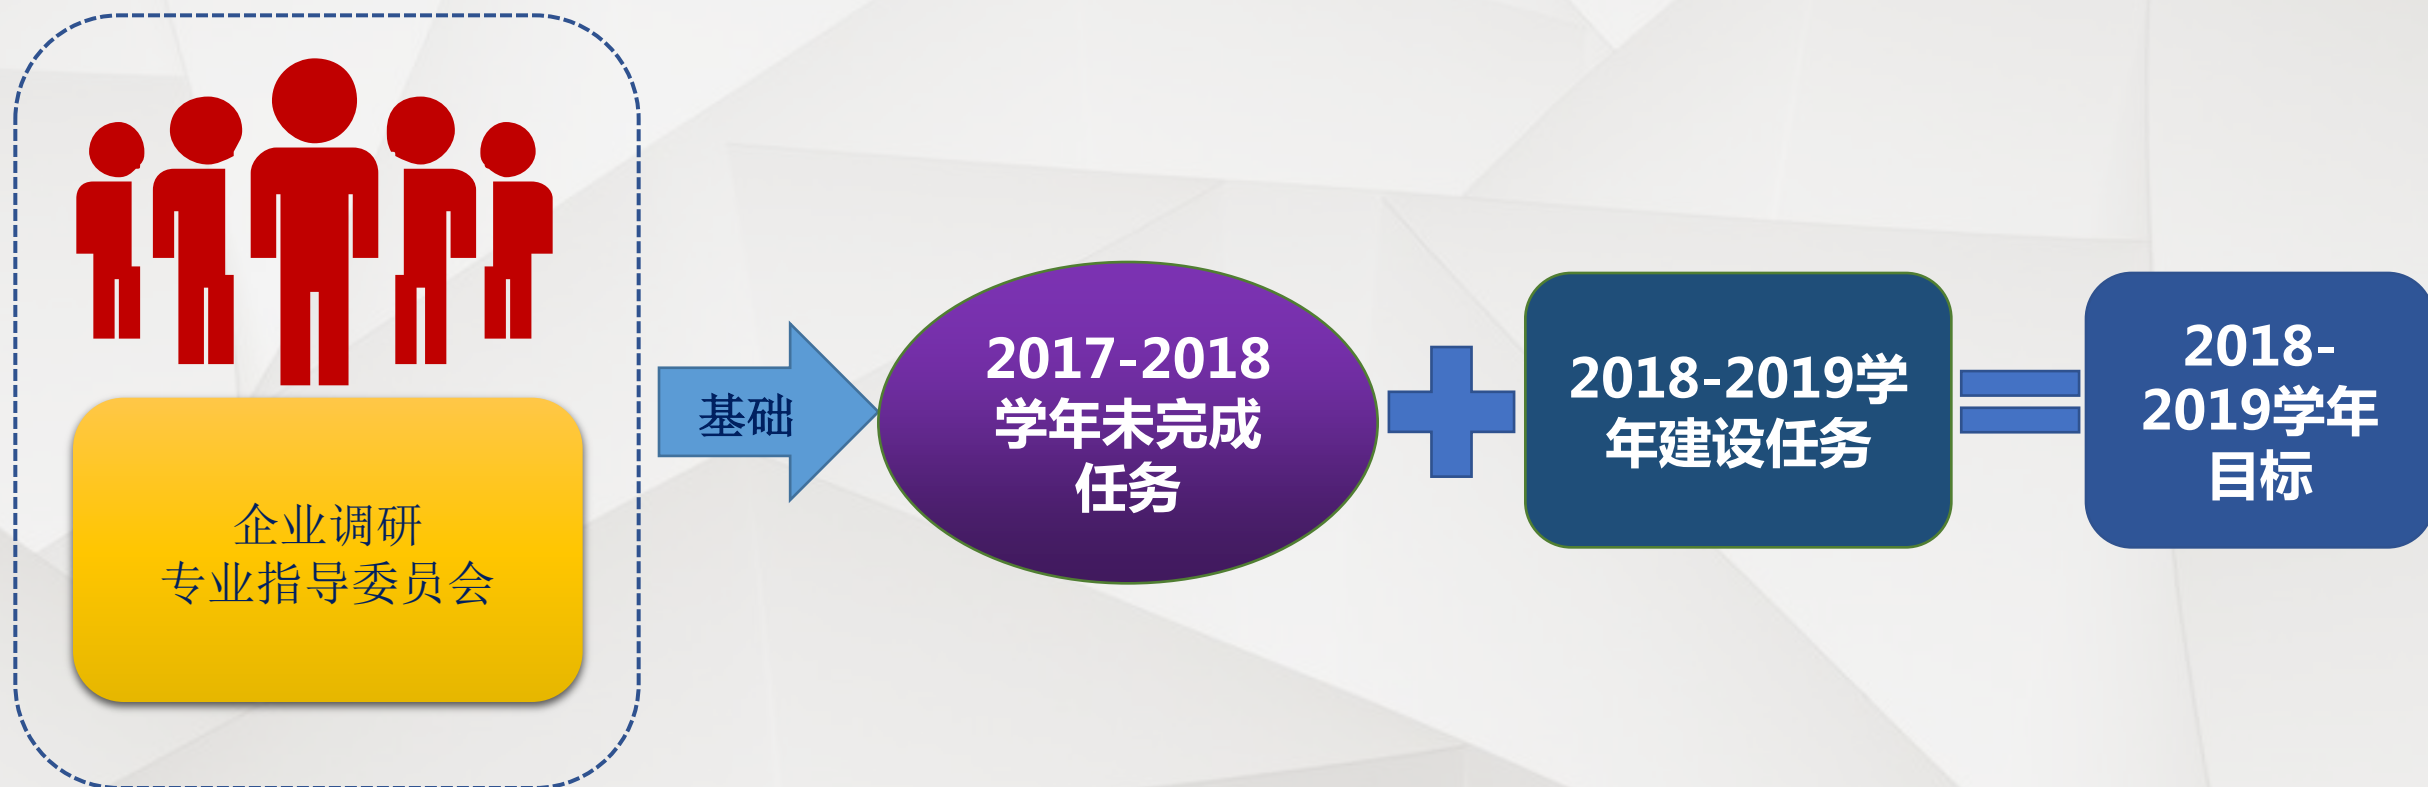 企业调研
专业指导委员会
基础
2017-2018
学年未完成
任务
2018-2019学
年建设任务
2018-
2019学年
目标